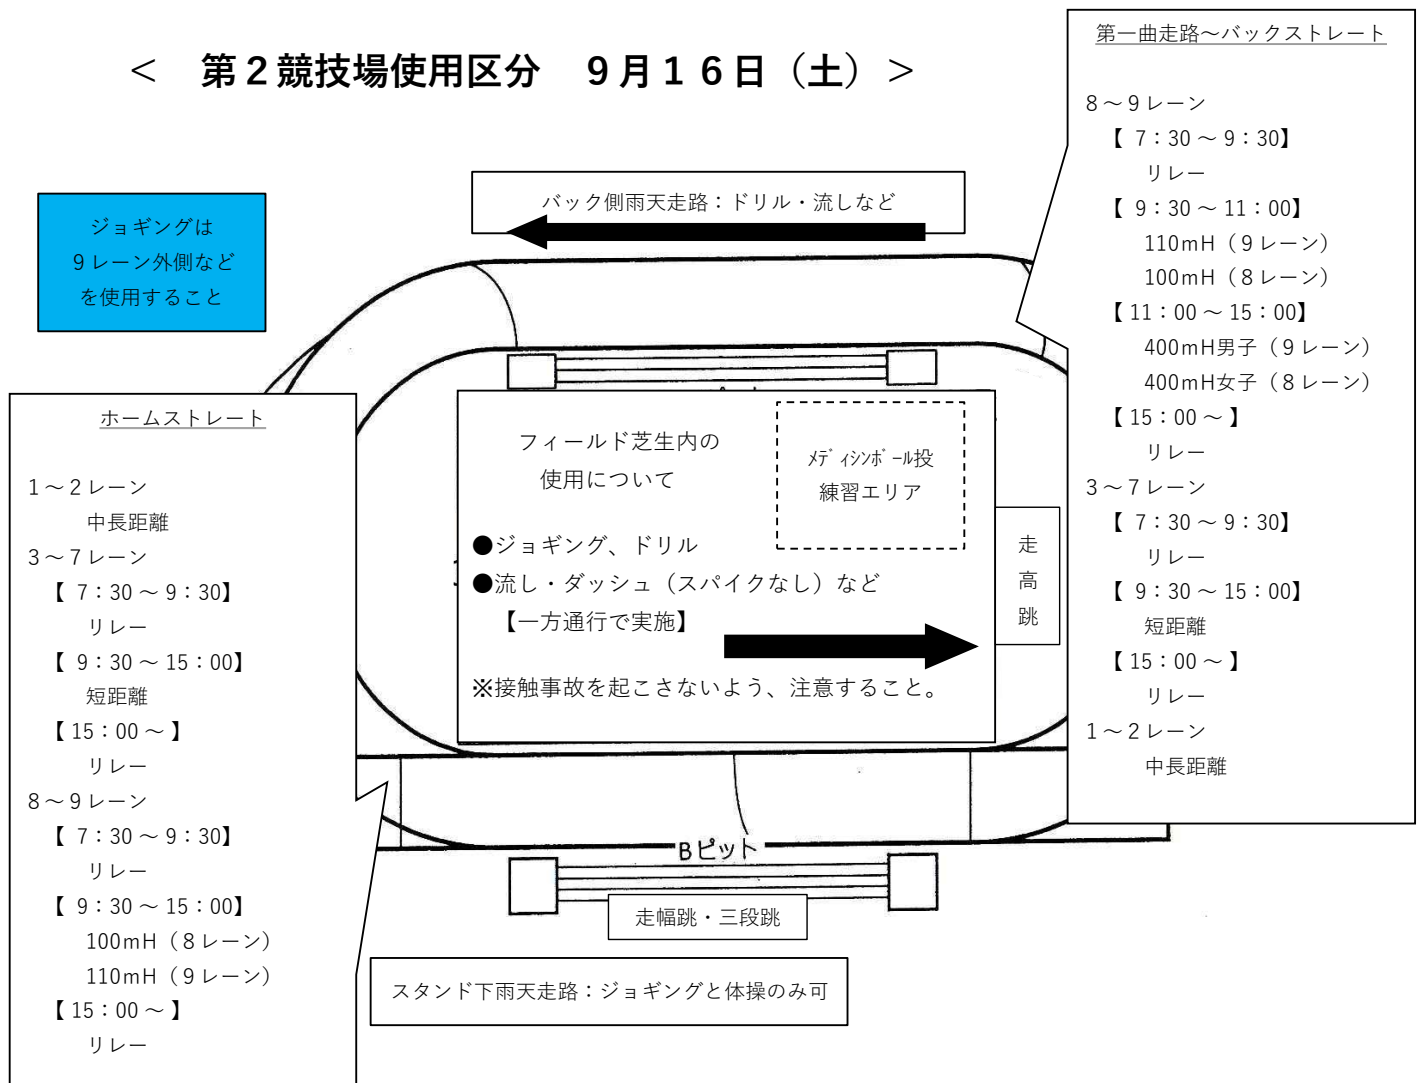 ＜　第２競技場使用区分　９月１６日（土）＞
ジョギングは
９レーン外側など
を使用すること
バック側雨天走路：ドリル・流しなど
第一曲走路～バックストレート
８～９レーン
【 7：30 ～ 9：30】
リレー
【 9：30 ～ 11：00】
110mH（９レーン）
100mH（８レーン）
【 11：00 ～ 15：00】
400mH男子（９レーン）
400mH女子（８レーン）
【 15：00 ～ 】
リレー
３～７レーン
【 7：30 ～ 9：30】
リレー
【 9：30 ～ 15：00】
短距離
【 15：00 ～ 】
リレー
１～２レーン
中長距離
ホームストレート
１～２レーン
中長距離
３～７レーン
【 7：30 ～ 9：30】
リレー
【 9：30 ～ 15：00】
短距離
【 15：00 ～ 】
リレー
８～９レーン
【 7：30 ～ 9：30】
リレー
【 9：30 ～ 15：00】
100mH（８レーン）
110mH（９レーン）
【 15：00 ～ 】
リレー
フィールド芝生内の
使用について
ﾒﾃﾞｨｼﾝﾎﾞｰﾙ投
練習エリア
●ジョギング、ドリル
●流し・ダッシュ（スパイクなし）など
【一方通行で実施】
※接触事故を起こさないよう、注意すること。
走高跳
Bピット
走幅跳・三段跳
スタンド下雨天走路：ジョギングと体操のみ可